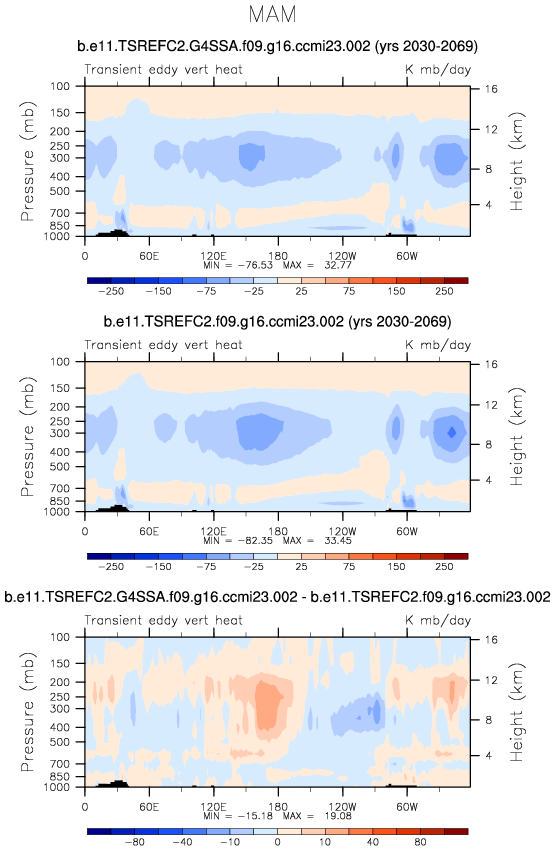 MAM
b.e11.TSREFC2.G4SSA.f09.g16.ccmi23.002 (yrs 2030-2069)
Transient eddy vert heat K mb/day
100
150
200
250
300
400
500
700
850
1000
Pressure (mb)
16
12
8
4
Height (km)
0 60E 120E 180 120W 60W
MIN = -76.53 MAX = 32.77
-250 -150 -75 -25 25 75 150 250
b.e11.TSREFC2.f09.g16.ccmi23.002 (yrs 2030-2069)
Transient eddy vert heat K mb/day
100
150
200
250
300
400
500
700
850
1000
Pressure (mb)
16
12
8
4
Height (km)
0 60E 120E 180 120W 60W
MIN = -82.35 MAX = 33.45
-250 -150 -75 -25 25 75 150 250
b.e11.TSREFC2.G4SSA.f09.g16.ccmi23.002 - b.e11.TSREFC2.f09.g16.ccmi23.002
Transient eddy vert heat K mb/day
100
150
200
250
300
400
500
700
850
1000
Pressure (mb)
16
12
8
4
Height (km)
0 60E 120E 180 120W 60W
MIN = -15.18 MAX = 19.08
-80 -40 -10 0 10 40 80